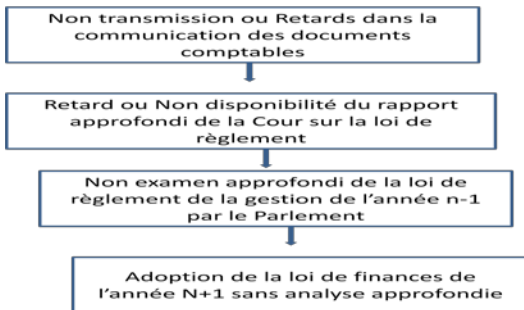 Non transmission ou Retards dans la
communication des documents
comptables
Retard ou Non disponibilité du rapport
approfondi de la Cour sur la loi de
règlement
Non examen approfondi de la loi de
règlement de la gestion de l'année n-1
par le Parlement
Adoption de la loi de finances de
l'année N+1 sans analyse approfondie